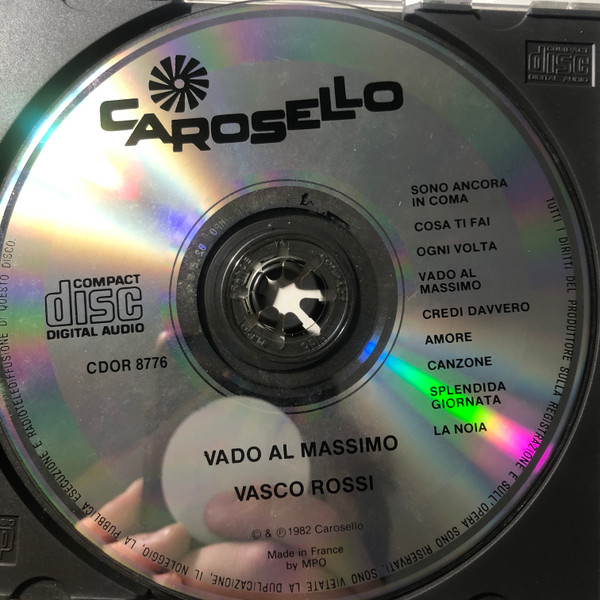 CAROSELLO
COMPACT
disc
DIGITAL AUDIO
SONO ANCORA
IN COMA
COSA TI FAI
OGNI VOLTA
VADO AL
MASSIMO
CREDI DAVVERO
AMORE
CANZONE
SPLENDIDA
GIORNATA
LA NOIA
COMPACT
disc
DIGITAL AUDIO
CDOR 8776
VADO AL MASSIMO
VASCO ROSSI
© & ℗ 1982 Carosello
Made in France
by MPO
TUTTI I DIRITTI DEL PRODUTTORE SULLA REGISTRAZIONE E SULL'OPERA SONO RISERVATI. SONO VIETATE LA DUPLICAZIONE, IL NOLEGGIO, LA PUBBLICA ESECUZIONE E RADIOTELEDIFFUSIONE DI QUESTO DISCO.